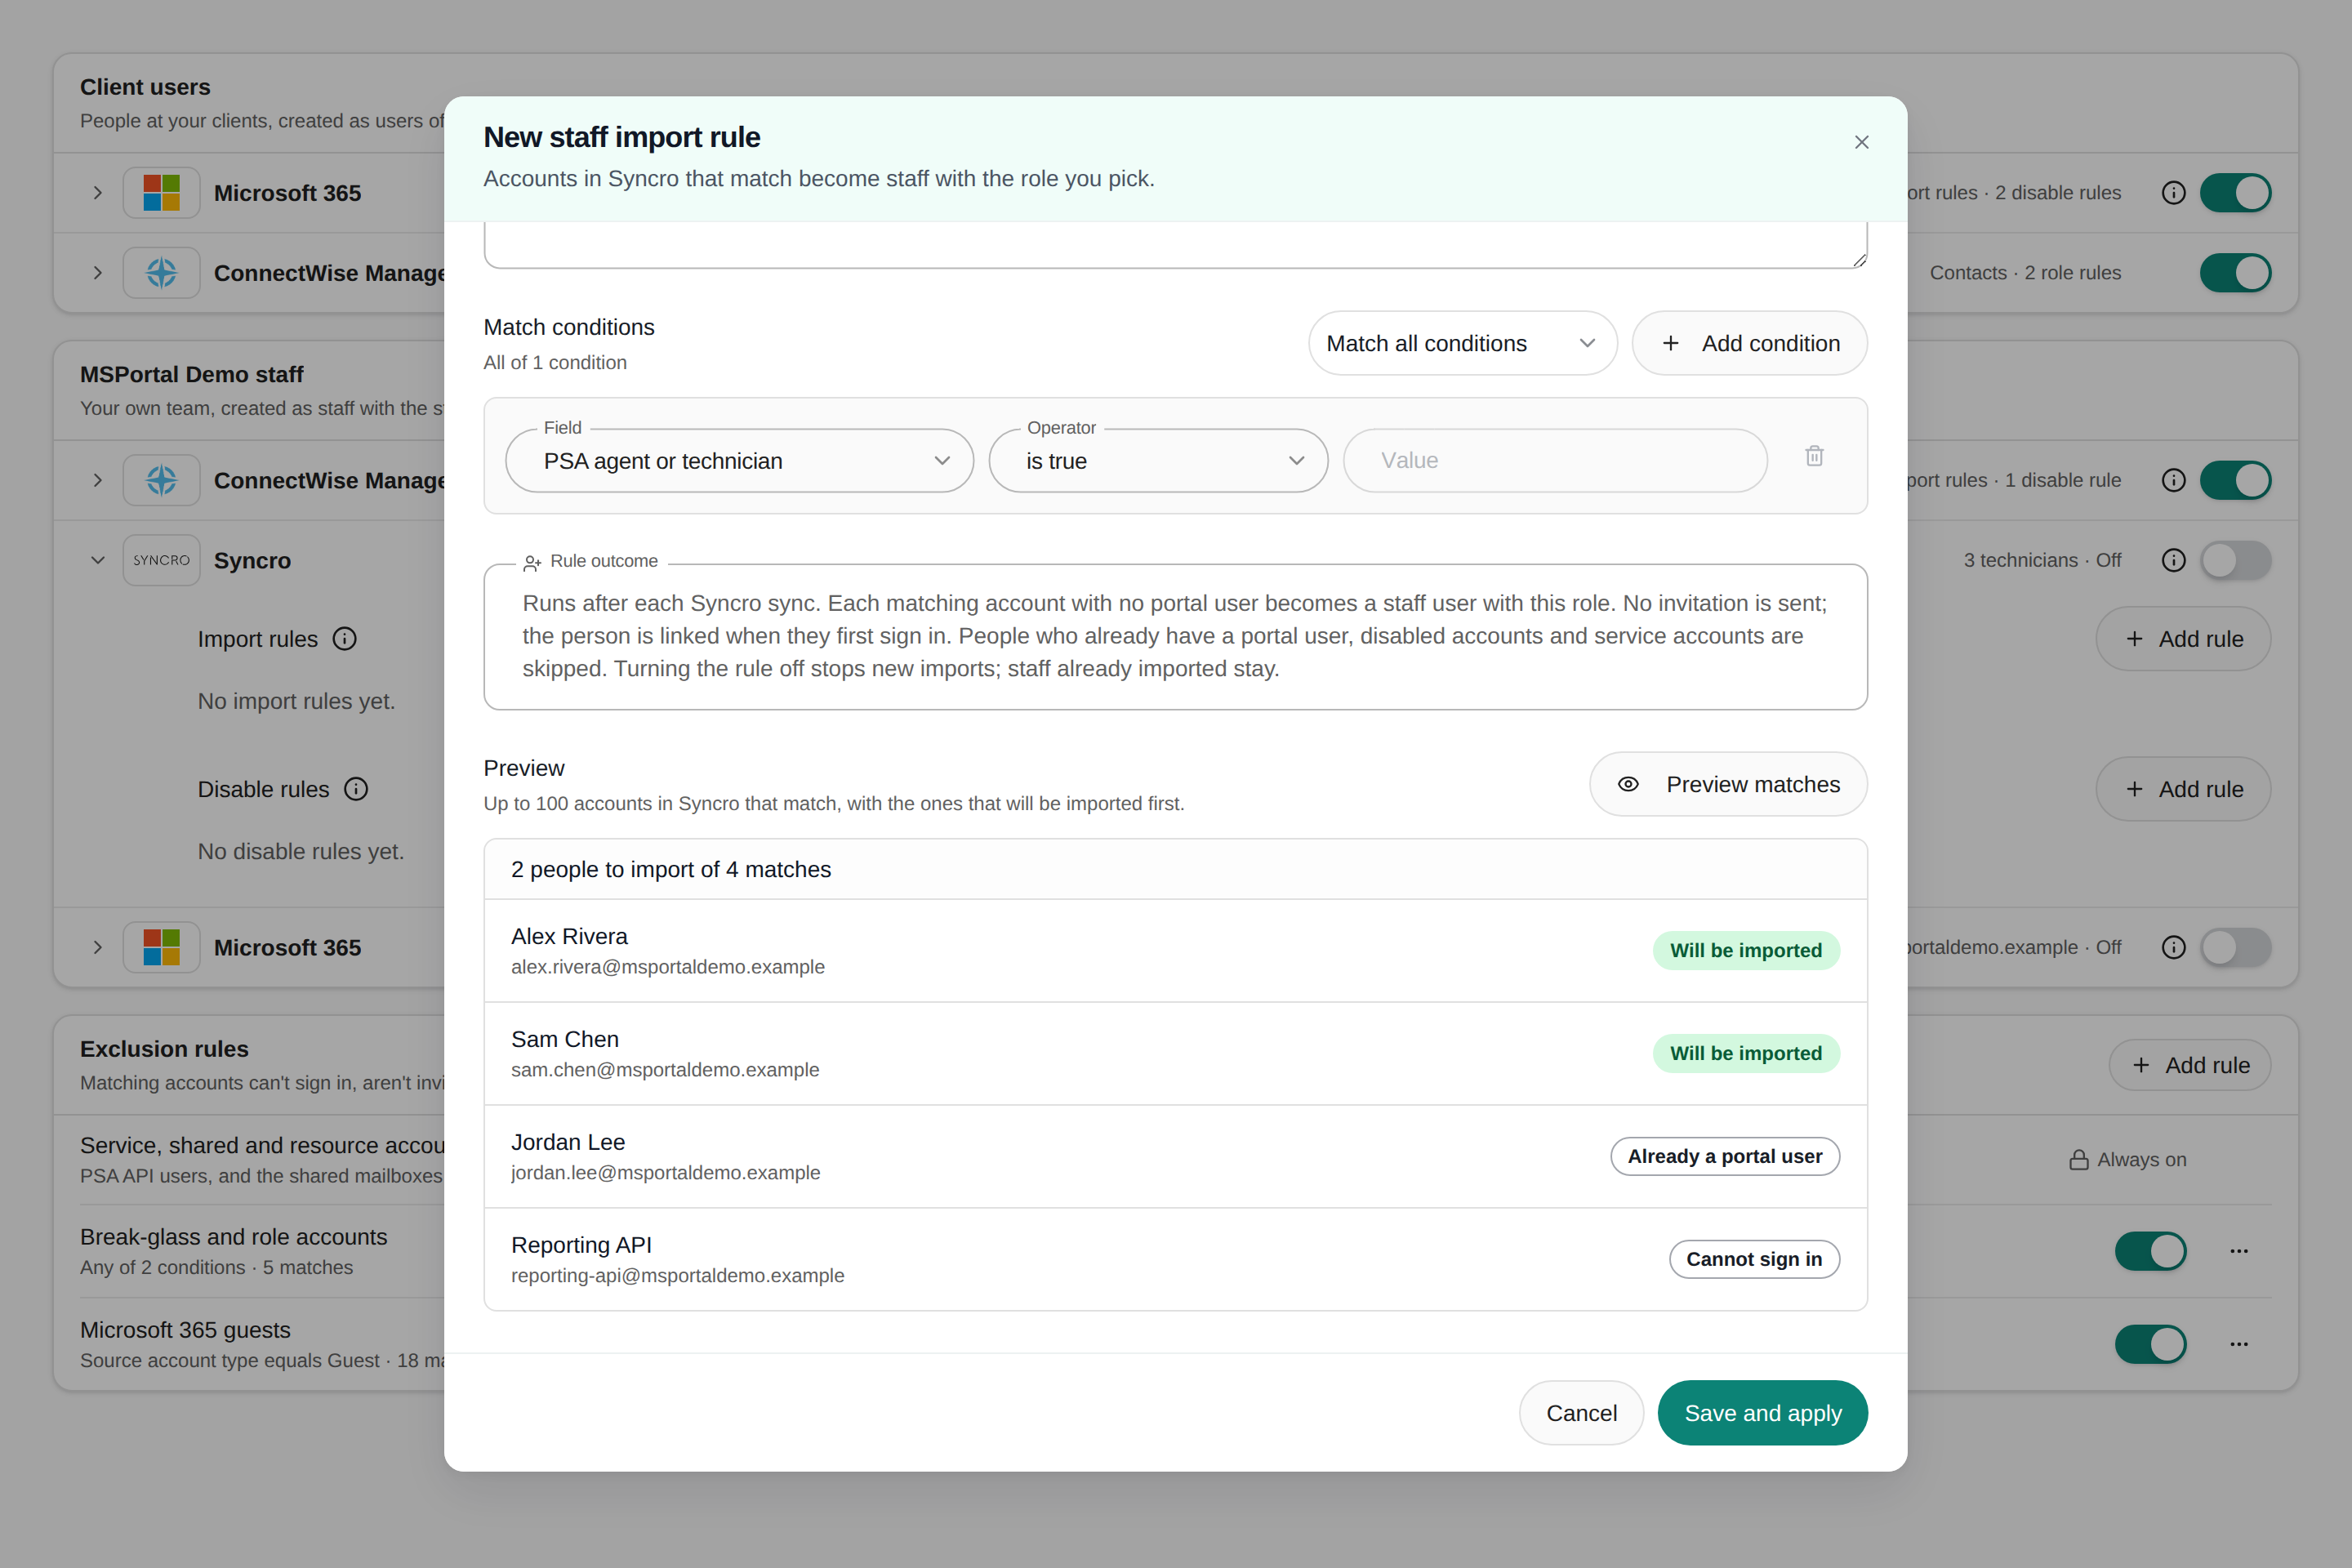 Client users
People at your clients, created as users of
Microsoft 365
ort rules · 2 disable rules
ConnectWise Manage
Contacts · 2 role rules
MSPortal Demo staff
Your own team, created as staff with the
ConnectWise Manage
port rules · 1 disable rule
SYNCRO
Syncro
3 technicians · Off
Import rules
Add rule
No import rules yet.
Disable rules
Add rule
No disable rules yet.
Microsoft 365
portaldemo.example · Off
Exclusion rules
Matching accounts can't sign in, aren't invi
Add rule
Service, shared and resource accou
PSA API users, and the shared mailboxes
Always on
Break-glass and role accounts
Any of 2 conditions · 5 matches
Microsoft 365 guests
Source account type equals Guest · 18 ma
New staff import rule
Accounts in Syncro that match become staff with the role you pick.
Match conditions
All of 1 condition
Match all conditions
Add condition
Field
PSA agent or technician
Operator
is true
Value
Rule outcome
Runs after each Syncro sync. Each matching account with no portal user becomes a staff user with this role. No invitation is sent;
the person is linked when they first sign in. People who already have a portal user, disabled accounts and service accounts are
skipped. Turning the rule off stops new imports; staff already imported stay.
Preview
Up to 100 accounts in Syncro that match, with the ones that will be imported first.
Preview matches
2 people to import of 4 matches
Alex Rivera
alex.rivera@msportaldemo.example
Will be imported
Sam Chen
sam.chen@msportaldemo.example
Will be imported
Jordan Lee
jordan.lee@msportaldemo.example
Already a portal user
Reporting API
reporting-api@msportaldemo.example
Cannot sign in
Cancel
Save and apply